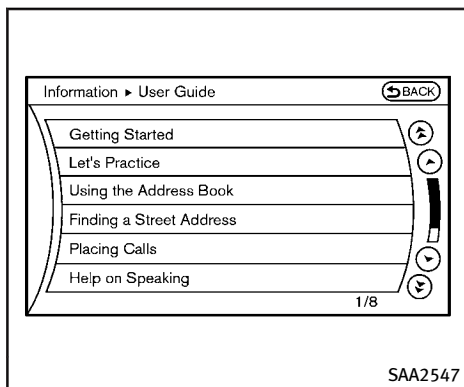 Information ▸ User Guide
BACK
Getting Started
Let's Practice
Using the Address Book
Finding a Street Address
Placing Calls
Help on Speaking
1/8
SAA2547